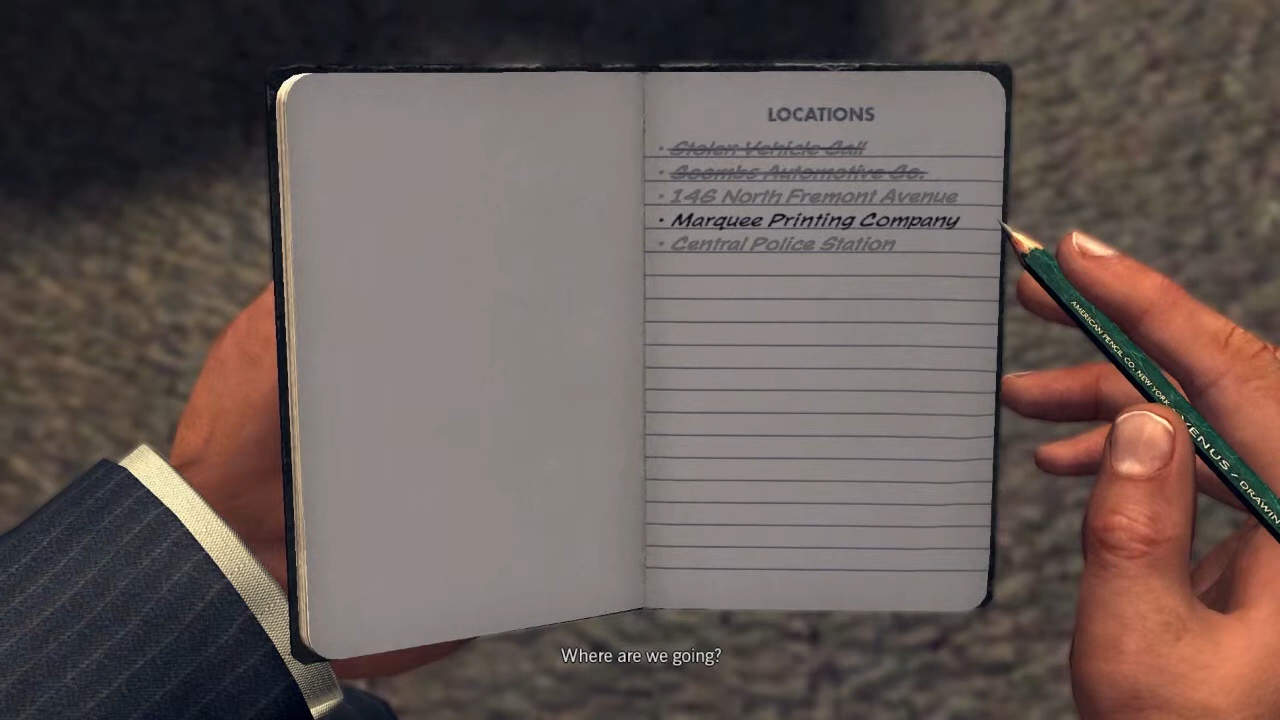 LOCATIONS
· Stolen Vehicle Call
· Coombs Automotive Co.
· 146 North Fremont Avenue
· Marquee Printing Company
· Central Police Station
AMERICAN PENCIL CO. NEW YORK VENUS / DRAWIN
Where are we going?